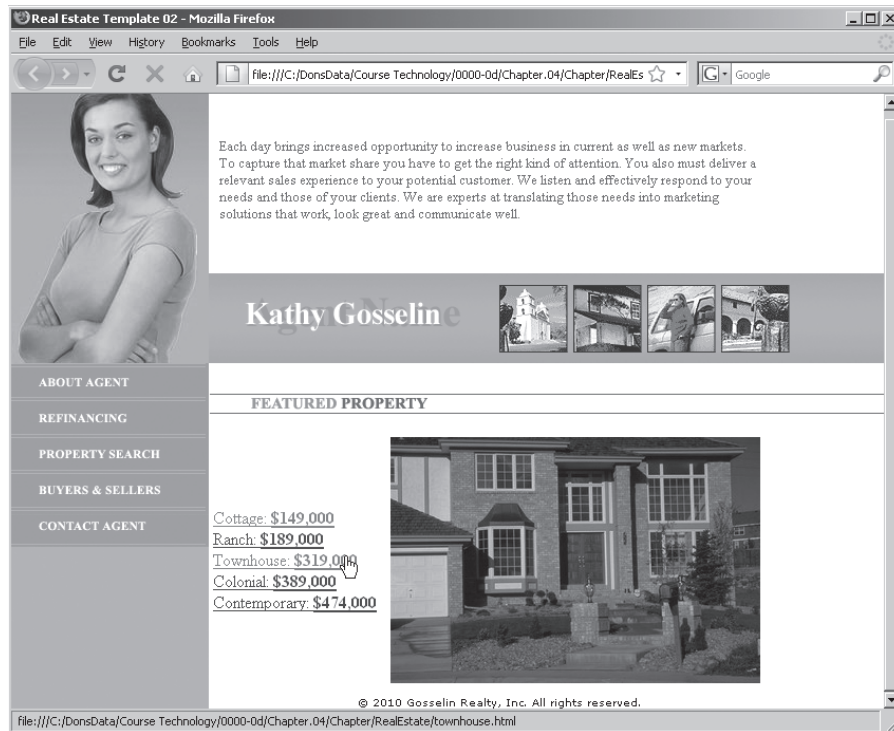 Real Estate Template 02 - Mozilla Firefox
File Edit View History Bookmarks Tools Help
file:///C:/DonsData/Course Technology/0000-0d/Chapter.04/Chapter/RealEs
G Google
Each day brings increased opportunity to increase business in current as well as new markets.
To capture that market share you have to get the right kind of attention. You also must deliver a
relevant sales experience to your potential customer. We listen and effectively respond to your
needs and those of your clients. We are experts at translating those needs into marketing
solutions that work, look great and communicate well.
Kathy Gosselin
Agent Name
ABOUT AGENT
REFINANCING
PROPERTY SEARCH
BUYERS & SELLERS
CONTACT AGENT
FEATURED PROPERTY
Cottage: $149,000
Ranch: $189,000
Townhouse: $319,000
Colonial: $389,000
Contemporary: $474,000
© 2010 Gosselin Realty, Inc. All rights reserved.
file:///C:/DonsData/Course Technology/0000-0d/Chapter.04/Chapter/RealEstate/townhouse.html